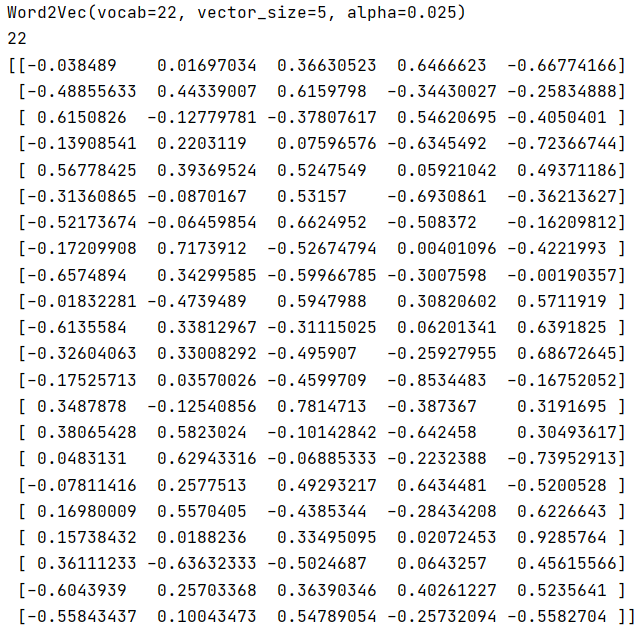 Word2Vec(vocab=22, vector_size=5, alpha=0.025)
22
[[-0.038489    0.01697034  0.36630523  0.6466623  -0.66774166]
 [-0.48855633  0.44339007  0.6159798  -0.34430027 -0.25834888]
 [ 0.6150826  -0.12779781 -0.37807617  0.54620695 -0.4050401 ]
 [-0.13908541  0.2203119   0.07596576 -0.6345492  -0.72366744]
 [ 0.56778425  0.39369524  0.5247549   0.05921042  0.49371186]
 [-0.31360865 -0.0870167   0.53157    -0.6930861  -0.36213627]
 [-0.52173674 -0.06459854  0.6624952  -0.508372   -0.16209812]
 [-0.17209908  0.7173912  -0.52674794  0.00401096 -0.4221993 ]
 [-0.6574894   0.34299585 -0.59966785 -0.3007598  -0.00190357]
 [-0.01832281 -0.4739489   0.5947988   0.30820602  0.5711919 ]
 [-0.6135584   0.33812967 -0.31115025  0.06201341  0.6391825 ]
 [-0.32604063  0.33008292 -0.495907   -0.25927955  0.68672645]
 [-0.17525713  0.03570026 -0.4599709  -0.8534483  -0.16752052]
 [ 0.3487878  -0.12540856  0.7814713  -0.387367    0.3191695 ]
 [ 0.38065428  0.5823024  -0.10142842 -0.642458    0.30493617]
 [ 0.0483131   0.62943316 -0.06885333 -0.2232388  -0.73952913]
 [-0.07811416  0.2577513   0.49293217  0.6434481  -0.5200528 ]
 [ 0.16980009  0.5570405  -0.4385344  -0.28434208  0.6226643 ]
 [ 0.15738432  0.0188236   0.33495095  0.02072453  0.9285764 ]
 [ 0.36111233 -0.63632333 -0.5024687   0.0643257   0.45615566]
 [-0.6043939   0.25703368  0.36390346  0.40261227  0.5235641 ]
 [-0.55843437  0.10043473  0.54789054 -0.25732094 -0.5582704 ]]